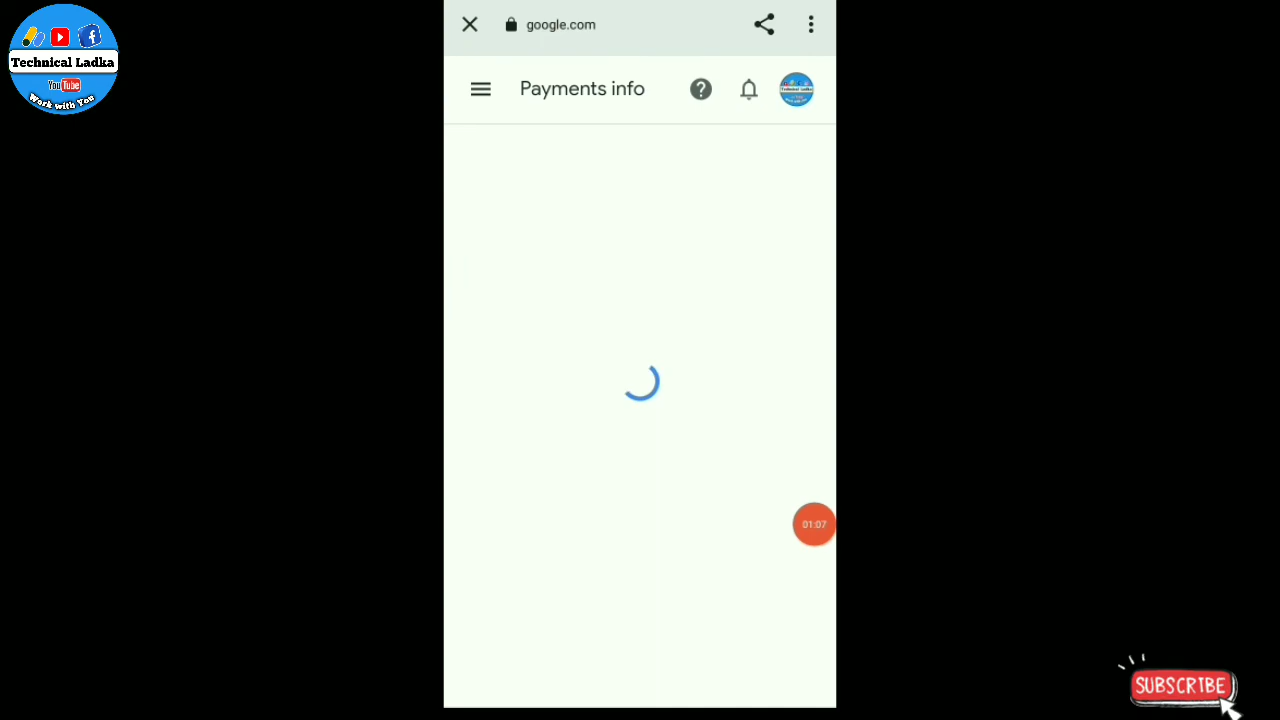 google.com
Technical Ladka
YouTube
Work with You
Payments info
01:07
SUBSCRIBE